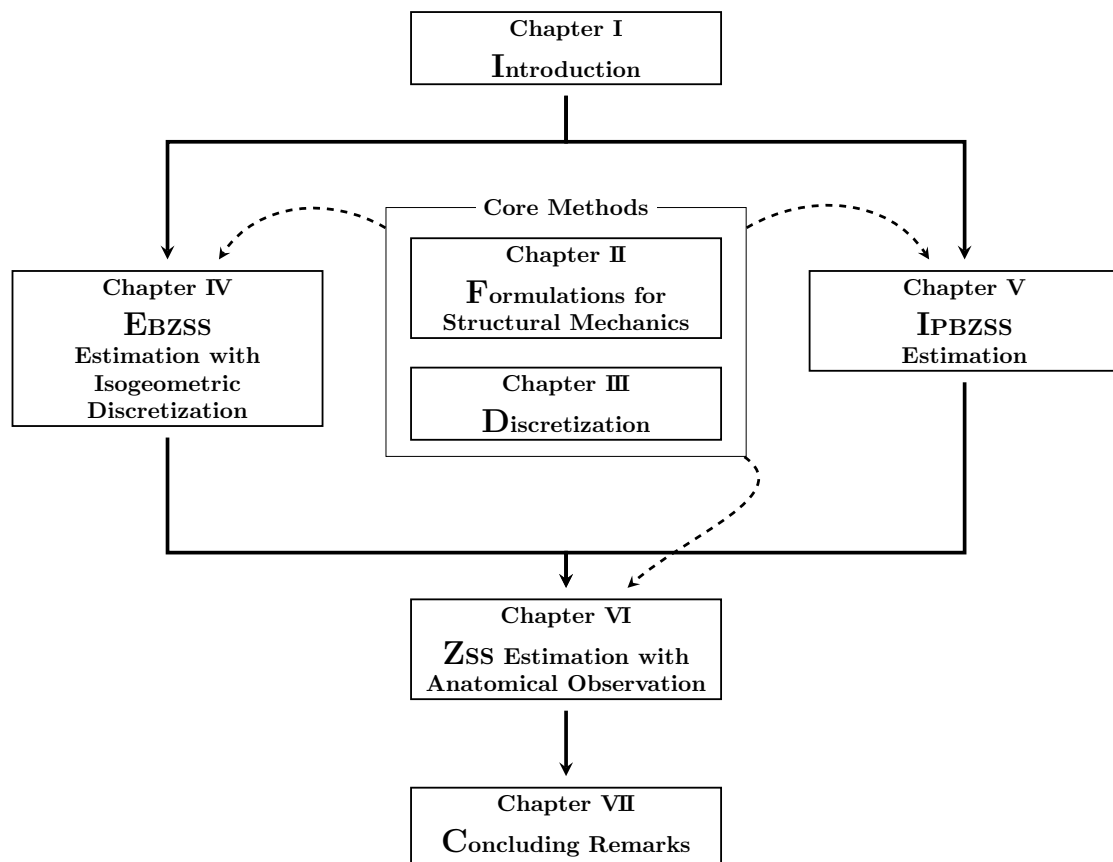 Chapter I
Introduction
Core Methods
Chapter II
Formulations for
Structural Mechanics
Chapter III
Discretization
Chapter IV
EBZSS
Estimation with
Isogeometric
Discretization
Chapter V
IPBZSS
Estimation
Chapter VI
ZSS Estimation with
Anatomical Observation
Chapter VII
Concluding Remarks